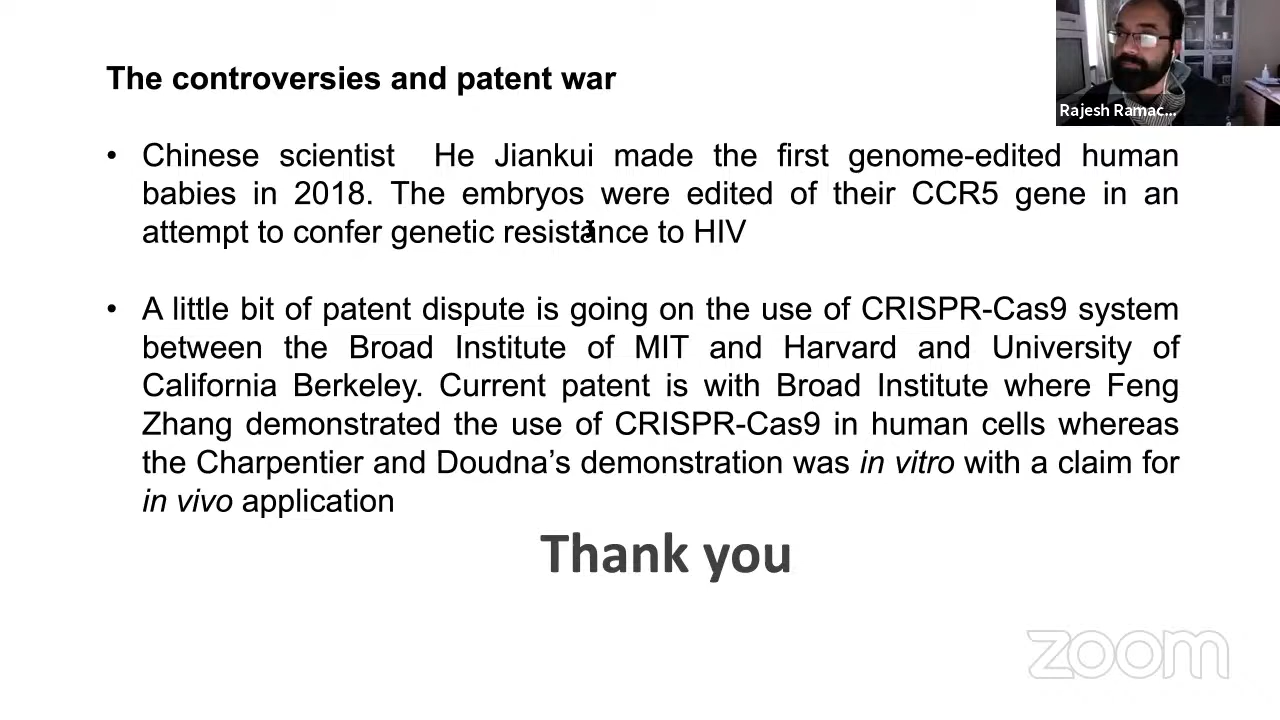 The controversies and patent war
Rajesh Ramac...
• Chinese scientist He Jiankui made the first genome-edited human
babies in 2018. The embryos were edited of their CCR5 gene in an
attempt to confer genetic resistance to HIV
• A little bit of patent dispute is going on the use of CRISPR-Cas9 system
between the Broad Institute of MIT and Harvard and University of
California Berkeley. Current patent is with Broad Institute where Feng
Zhang demonstrated the use of CRISPR-Cas9 in human cells whereas
the Charpentier and Doudna's demonstration was in vitro with a claim for
in vivo application
Thank you
zoom